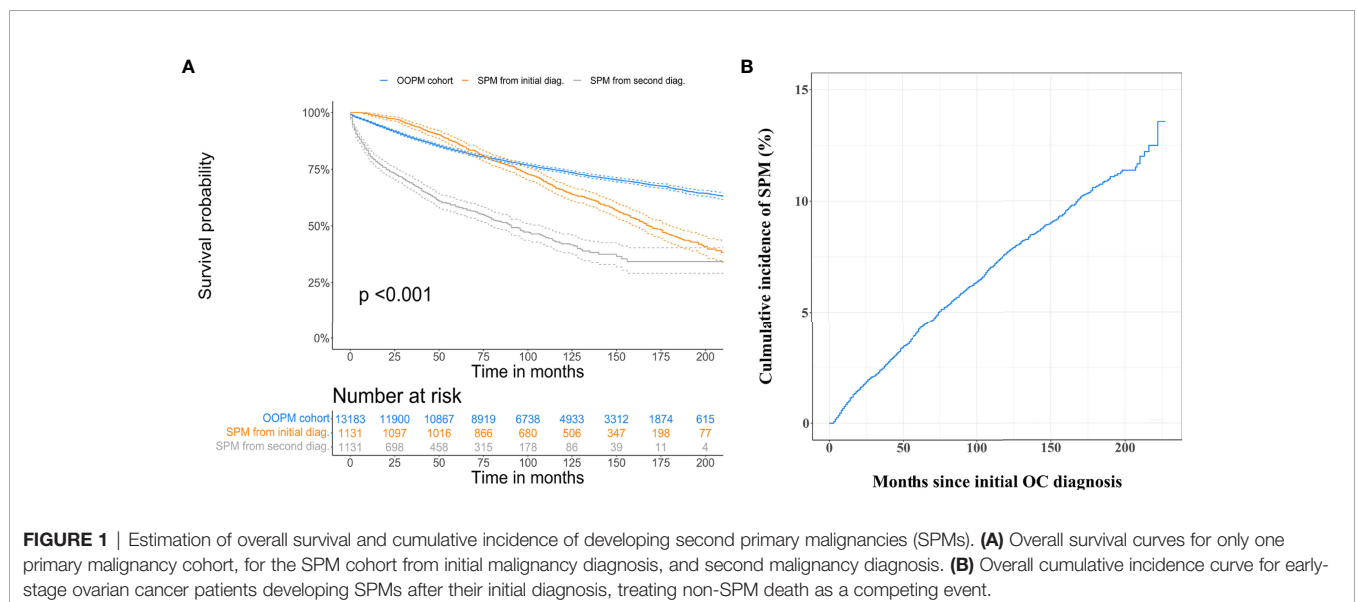 A
OOPM cohort SPM from initial diag. SPM from second diag.
Survival probability
100%
75%
50%
25%
0%
p <0.001
0 25 50 75 100 125 150 175 200
Time in months
Number at risk
OOPM cohort 13183 11900 10867 8919 6738 4933 3312 1874 615
SPM from initial diag. 1131 1097 1016 866 680 506 347 198 77
SPM from second diag. 1131 698 458 315 178 86 39 11 4
0 25 50 75 100 125 150 175 200
Time in months
B
Culmulative incidence of SPM (%)
15
10
5
0
0 50 100 150 200
Months since initial OC diagnosis
FIGURE 1 | Estimation of overall survival and cumulative incidence of developing second primary malignancies (SPMs). (A) Overall survival curves for only one
primary malignancy cohort, for the SPM cohort from initial malignancy diagnosis, and second malignancy diagnosis. (B) Overall cumulative incidence curve for early-
stage ovarian cancer patients developing SPMs after their initial diagnosis, treating non-SPM death as a competing event.